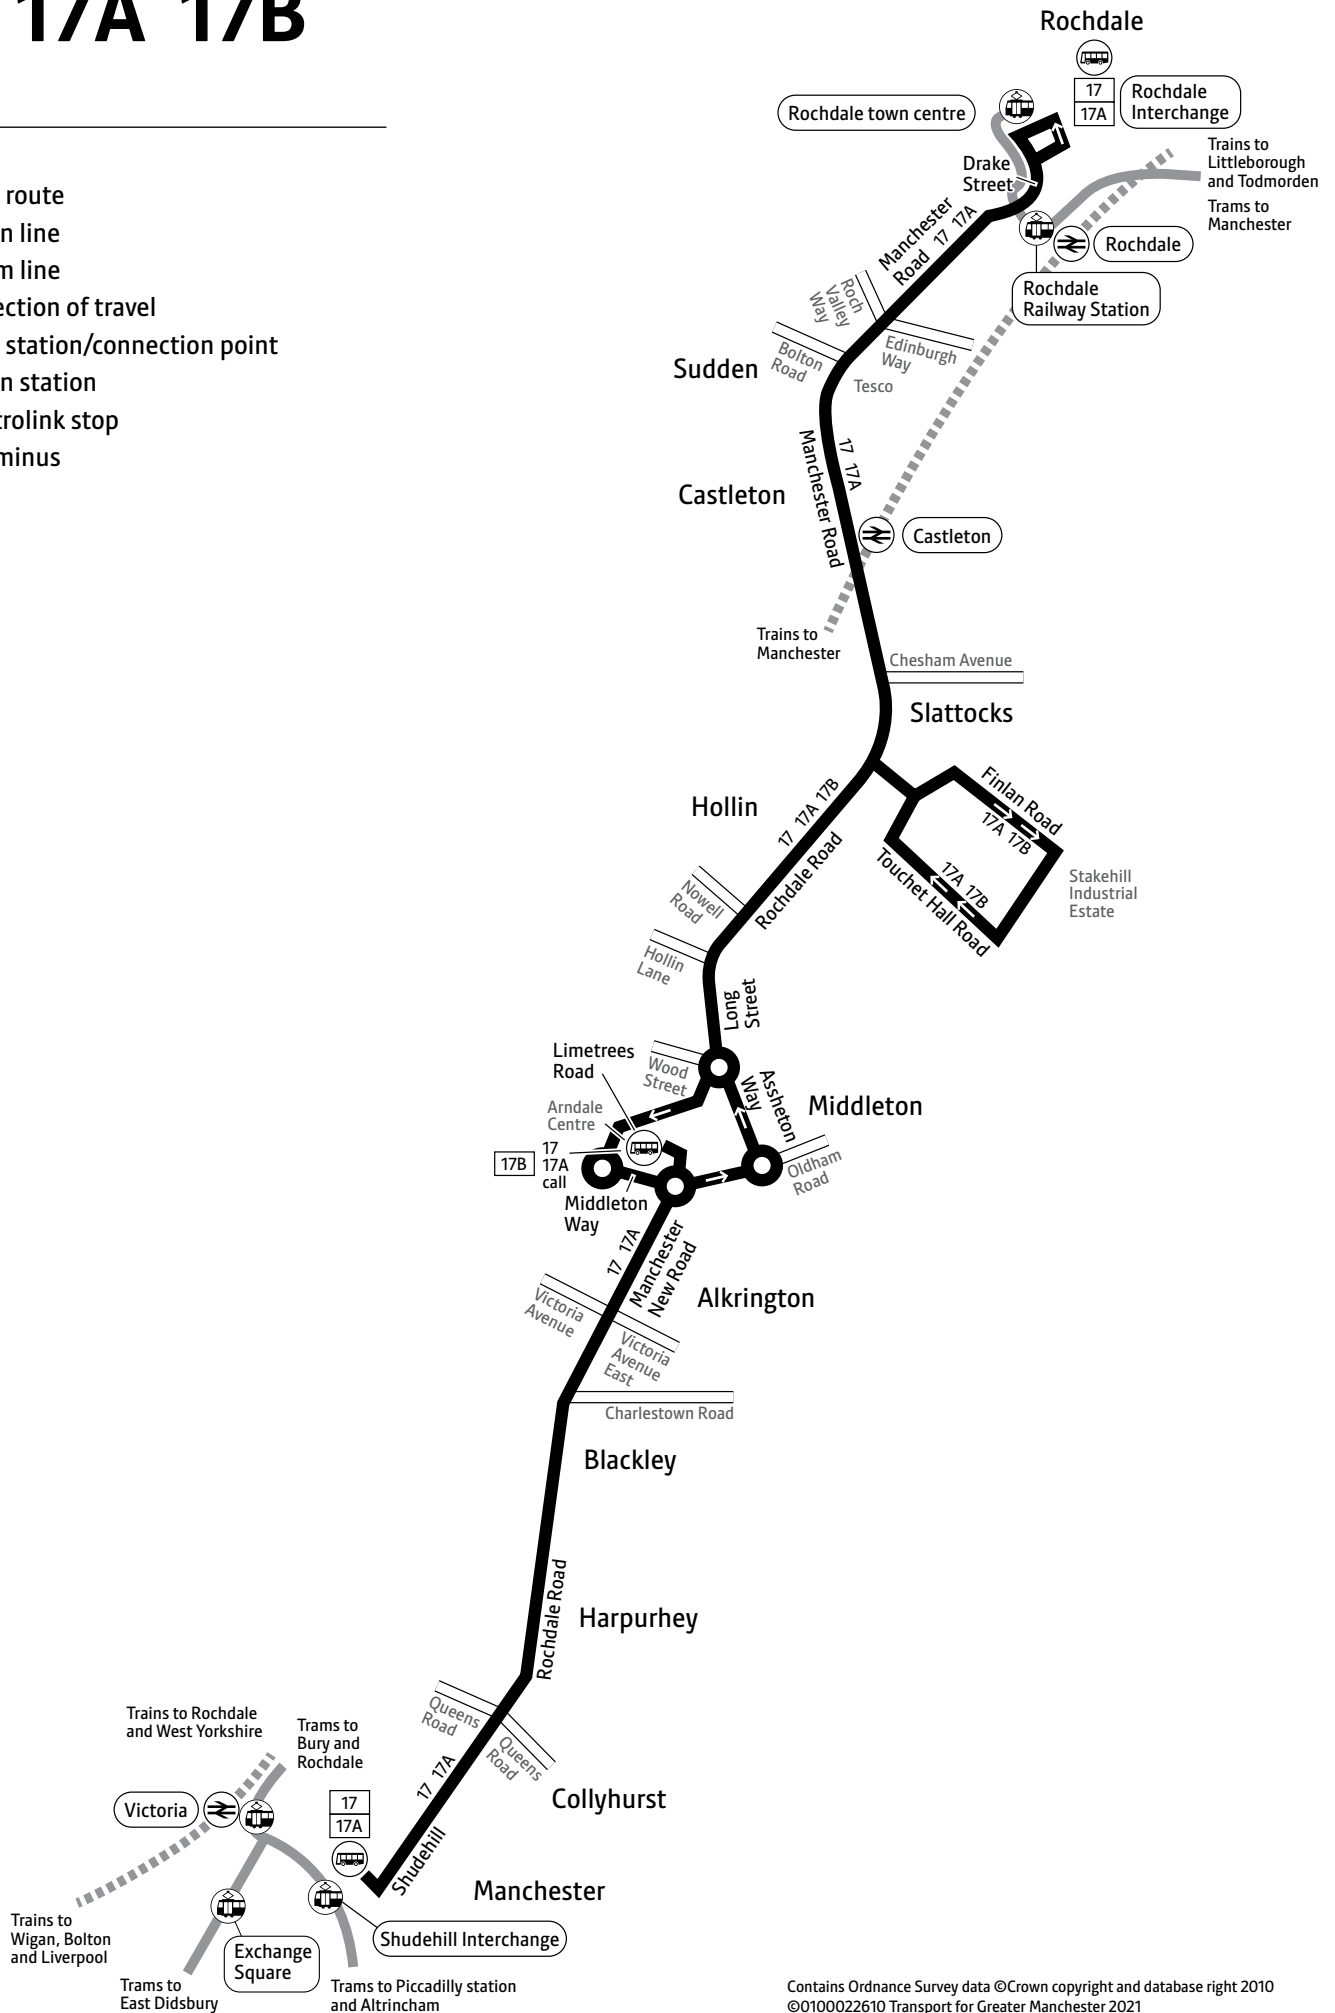 17A 17B
route
n line
m line
ection of travel
station/connection point
n station
trolink stop
minus
Rochdale
17
17A
Rochdale
Interchange
Rochdale town centre
Trains to
Littleborough
and Todmorden
Trams to
Manchester
Drake
Street
Manchester
Road 17 17A
Rochdale
Rochdale
Railway Station
Roch
Valley
Way
Edinburgh
Way
Bolton
Road
Sudden
Tesco
17 17A
Manchester Road
Castleton
Castleton
Trains to
Manchester
Chesham Avenue
Slattocks
Hollin
17 17A 17B
Rochdale Road
Finlan Road
17A 17B
17A 17B
Touchet Hall Road
Stakehill
Industrial
Estate
Nowell
Road
Hollin
Lane
Long
Street
Limetrees
Road
Wood
Street
Assheton
Way
Middleton
Arndale
Centre
17B
17
17A
call
Oldham
Road
Middleton
Way
17 17A
Manchester
New Road
Alkrington
Victoria
Avenue
Victoria
Avenue
East
Charlestown Road
Blackley
Rochdale Road
Harpurhey
Queens
Road
Queens
Road
17 17A
Collyhurst
Trains to Rochdale
and West Yorkshire
Trams to
Bury and
Rochdale
Victoria
17
17A
Shudehill
Manchester
Shudehill Interchange
Exchange
Square
Trains to
Wigan, Bolton
and Liverpool
Trams to
East Didsbury
Trams to Piccadilly station
and Altrincham
Contains Ordnance Survey data ©Crown copyright and database right 2010
©0100022610 Transport for Greater Manchester 2021